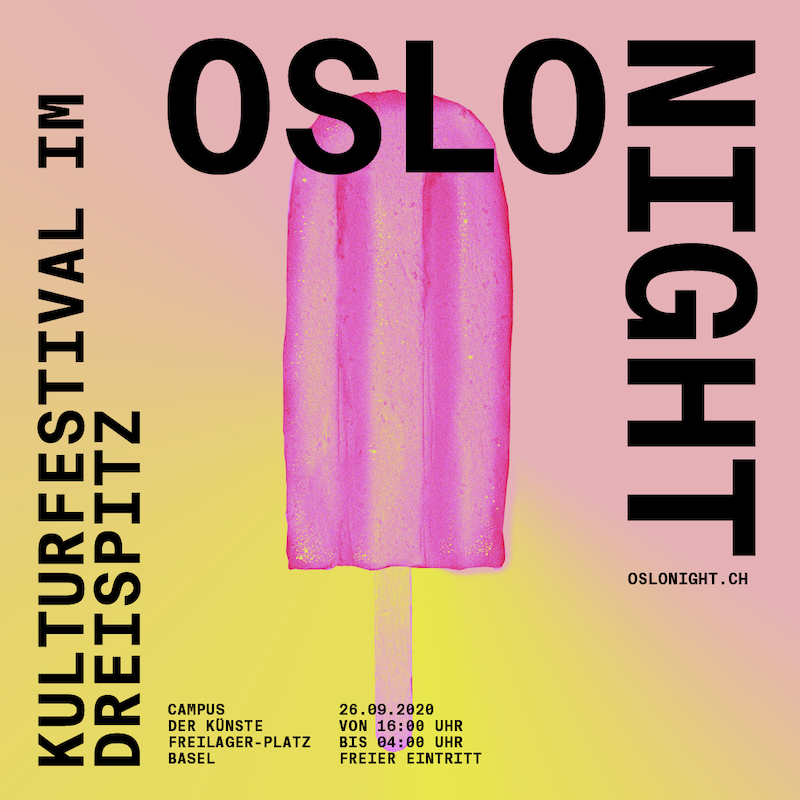 OSLO
NIGHT
KULTURFESTIVAL IM
DREISPITZ
OSLONIGHT.CH
CAMPUS
DER KÜNSTE
FREILAGER-PLATZ
BASEL
26.09.2020
VON 16:00 UHR
BIS 04:00 UHR
FREIER EINTRITT